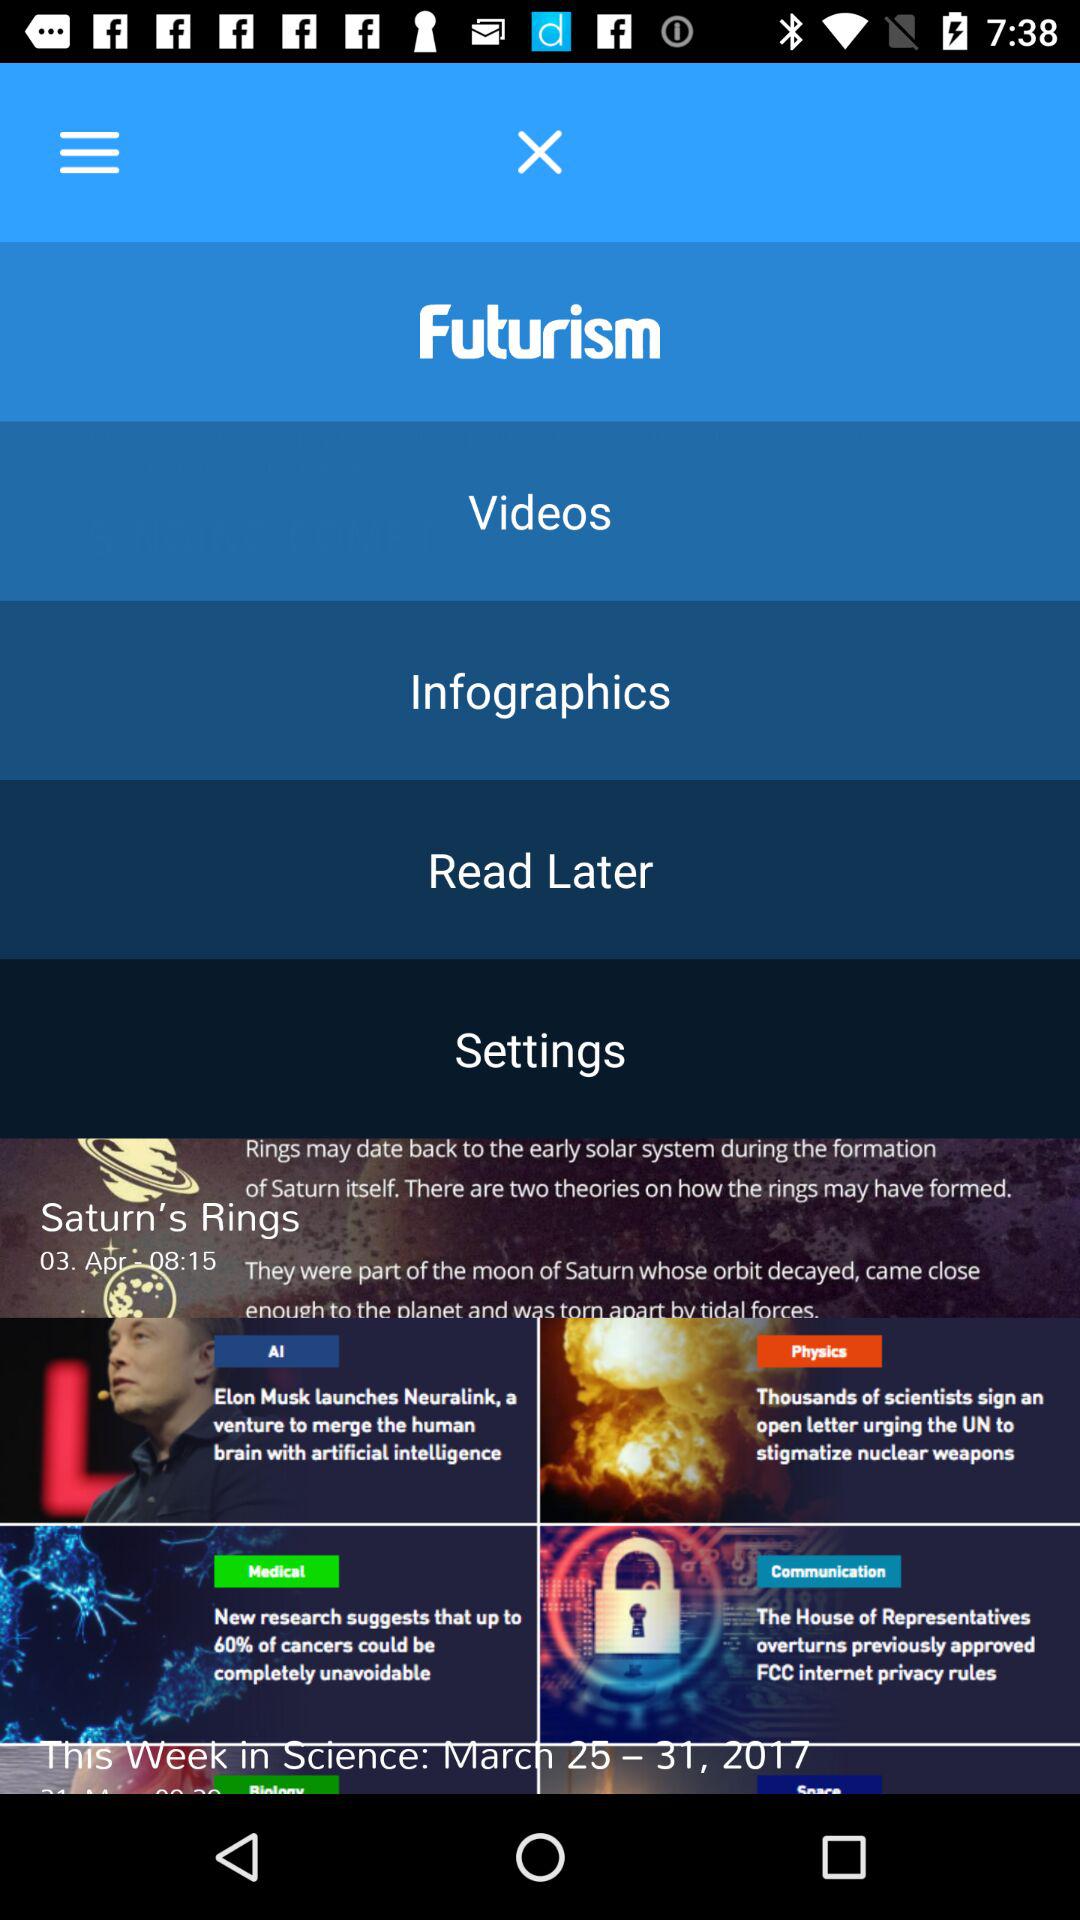 7:38
Futurism
Videos
Infographics
Read Later
Settings
Rings may date back to the early solar system during the formation
of Saturn itself. There are two theories on how the rings may have formed.
Saturn's Rings
03. Apr - 08:15
They were part of the moon of Saturn whose orbit decayed, came close
enough to the planet and was torn apart by tidal forces.
AI
Elon Musk launches Neuralink, a
venture to merge the human
brain with artificial intelligence
Physics
Thousands of scientists sign an
open letter urging the UN to
stigmatize nuclear weapons
Medical
New research suggests that up to
60% of cancers could be
completely unavoidable
Communication
The House of Representatives
overturns previously approved
FCC internet privacy rules
This Week in Science: March 25 – 31, 2017
Biology
Space